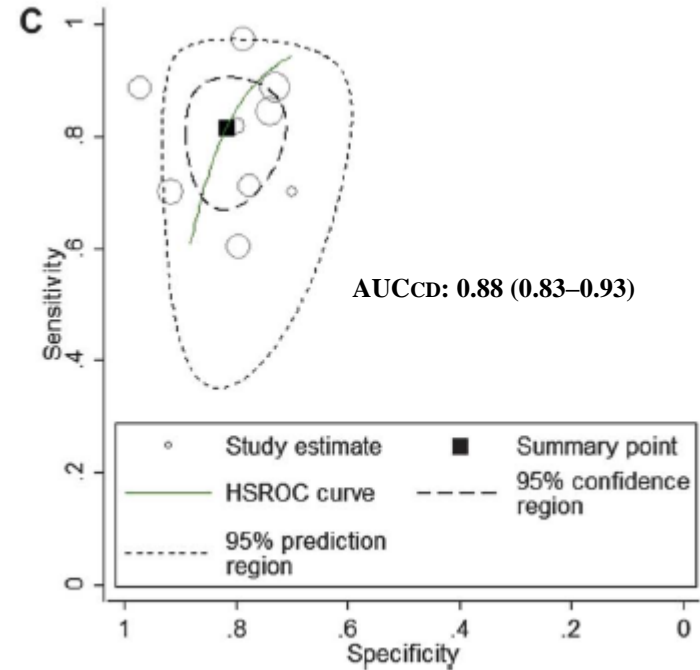 C
1
.8
.6
.4
.2
0
Sensitivity
AUCCD: 0.88 (0.83–0.93)
Study estimate
Summary point
HSROC curve
95% confidence
region
95% prediction
region
1 .8 .6 .4 .2 0
Specificity